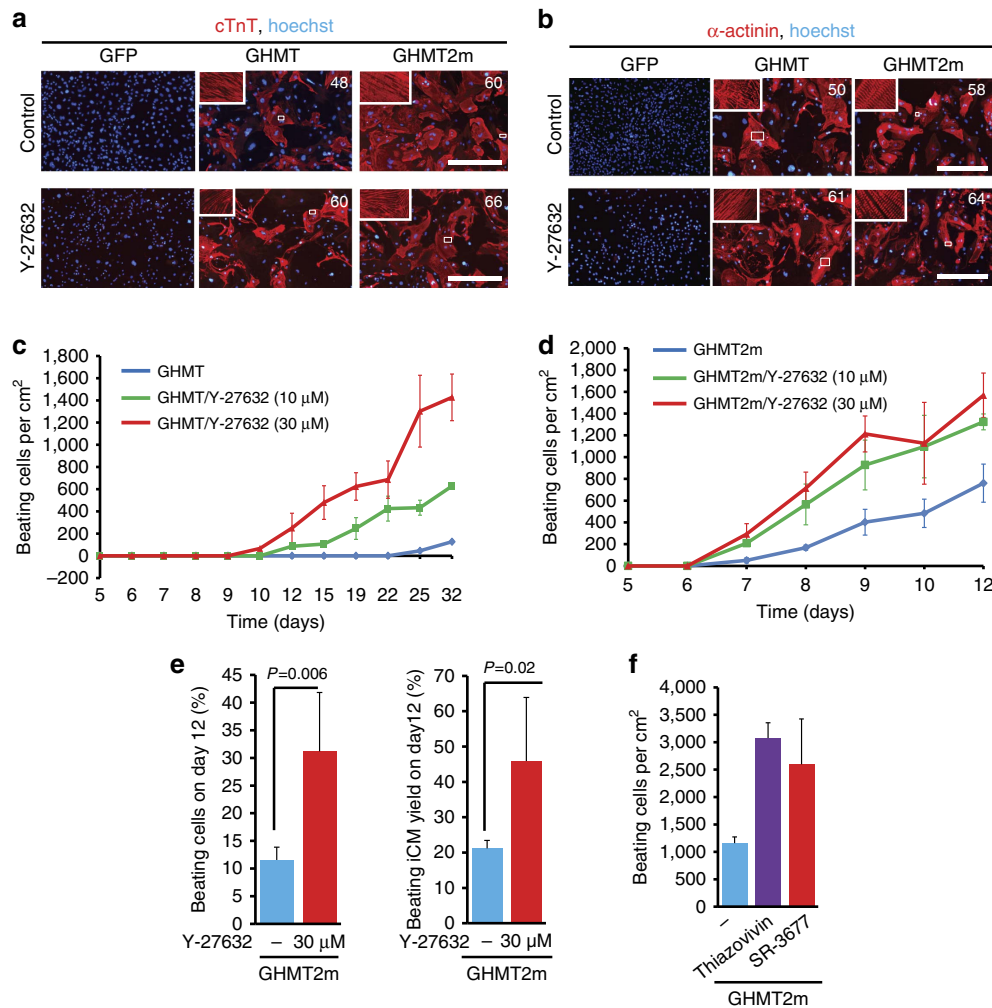 a
cTnT, hoechst
GFP GHMT GHMT2m
Control
48
60
Y-27632
60
66
b
α-actinin, hoechst
GFP GHMT GHMT2m
Control
50
58
Y-27632
61
64
c
1,800
1,600
1,400
1,200
1,000
800
600
400
200
0
–200
Beating cells per cm²
GHMT
GHMT/Y-27632 (10 μM)
GHMT/Y-27632 (30 μM)
5 6 7 8 9 10 12 15 19 22 25 32
Time (days)
d
2,000
1,800
1,600
1,400
1,200
1,000
800
600
400
200
0
Beating cells per cm²
GHMT2m
GHMT2m/Y-27632 (10 μM)
GHMT2m/Y-27632 (30 μM)
5 6 7 8 9 10 12
Time (days)
e
Beating cells on day 12 (%)
45
40
35
30
25
20
15
10
5
0
P=0.006
Y-27632 – 30 μM
GHMT2m
Beating iCM yield on day12 (%)
70
60
50
40
30
20
10
0
P=0.02
Y-27632 – 30 μM
GHMT2m
f
Beating cells per cm²
4,000
3,500
3,000
2,500
2,000
1,500
1,000
500
0
–
Thiazovivin
SR-3677
GHMT2m